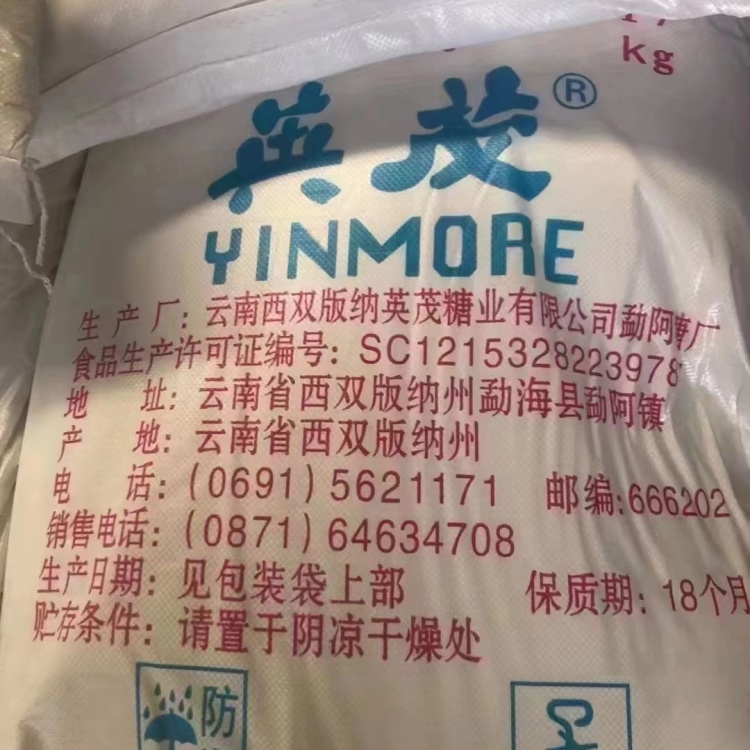 kg
英茂®
YINMORE
生产厂：云南西双版纳英茂糖业有限公司勐阿糖厂
食品生产许可证编号：SC1215328223978
地 址：云南省西双版纳州勐海县勐阿镇
产 地：云南省西双版纳州
电 话：(0691) 5621171 邮编：666202
销售电话：(0871) 64634708
生产日期：见包装袋上部 保质期：18个月
贮存条件：请置于阴凉干燥处
防